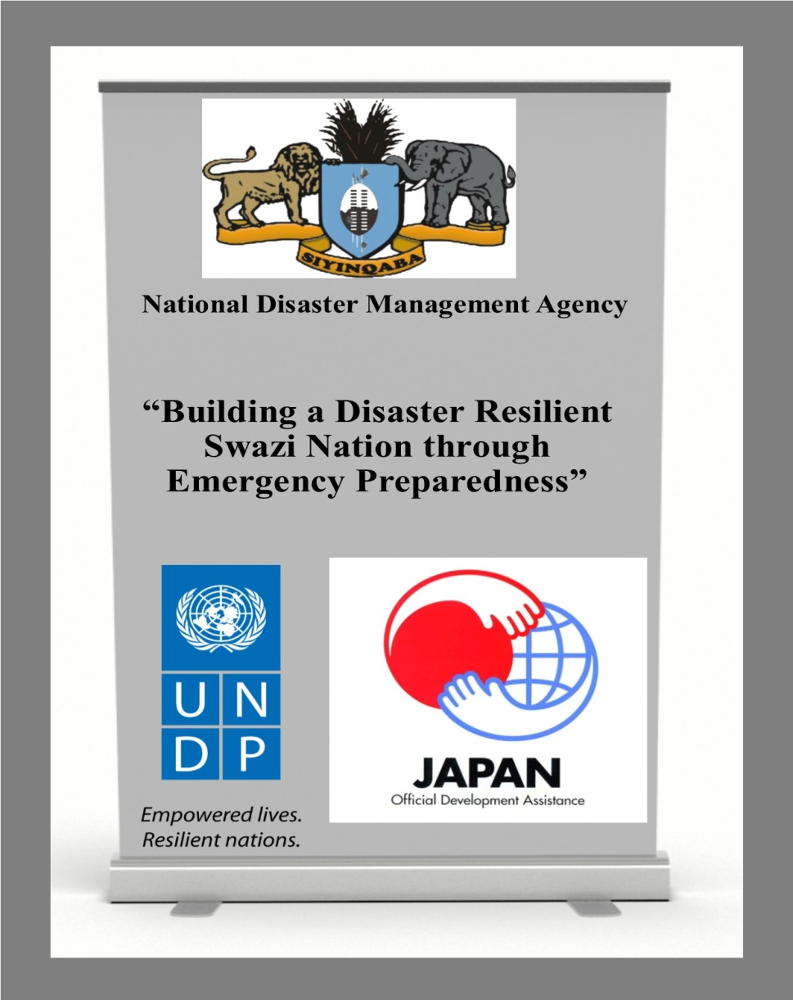 SIYINQABA
National Disaster Management Agency
“Building a Disaster Resilient
Swazi Nation through
Emergency Preparedness”
U N
D P
Empowered lives.
Resilient nations.
JAPAN
Official Development Assistance